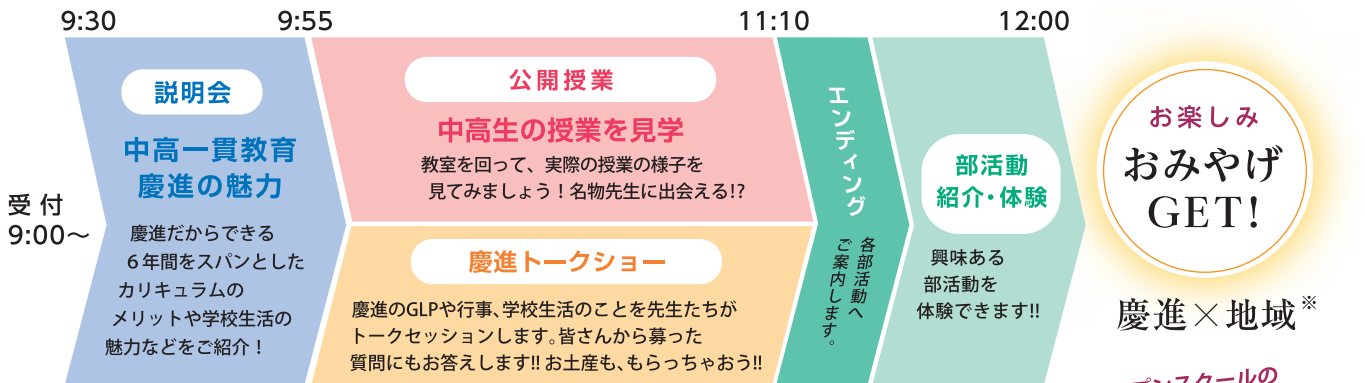 9:30
9:55
11:10
12:00
受付
9:00～
説明会
中高一貫教育
慶進の魅力
慶進だからできる
６年間をスパンとした
カリキュラムの
メリットや学校生活の
魅力などをご紹介！
公開授業
中高生の授業を見学
教室を回って、実際の授業の様子を
見てみましょう！名物先生に出会える!?
慶進トークショー
慶進のGLPや行事、学校生活のことを先生たちが
トークセッションします。皆さんから募った
質問にもお答えします!! お土産も、もらっちゃおう!!
エンディング
各部活動へ
ご案内します。
部活動
紹介・体験
興味ある
部活動を
体験できます!!
お楽しみ
おみやげ
GET!
慶進×地域※
プンスクールの